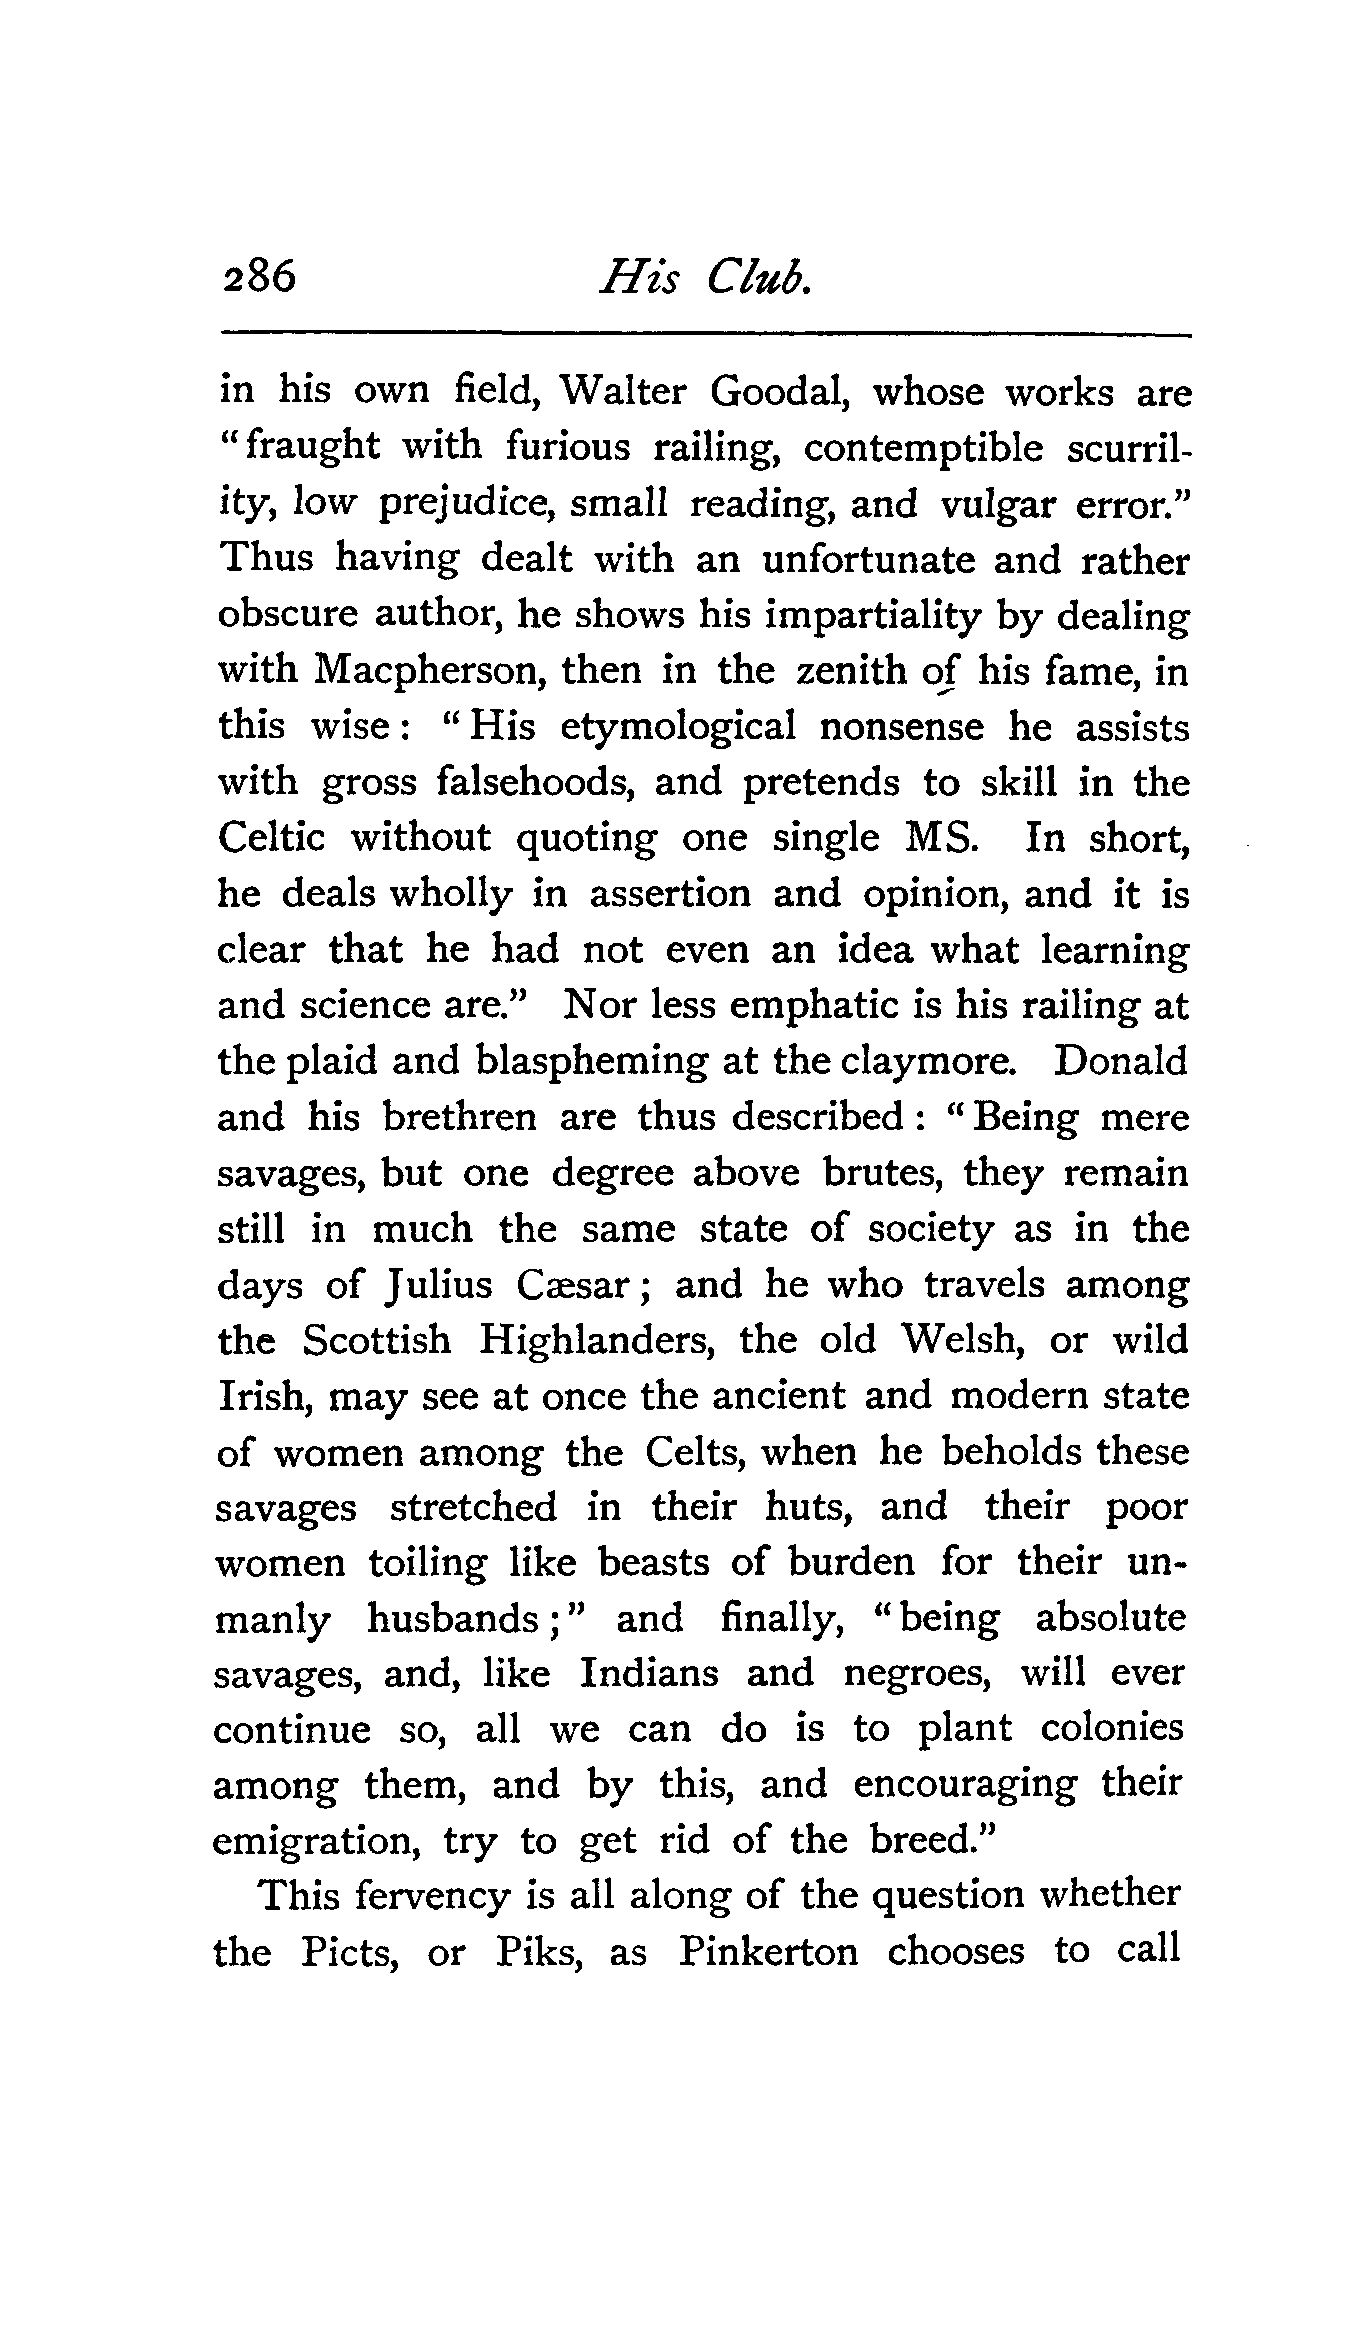 286 His Club.
in his own field, Walter Goodal, whose works are
“fraught with furious railing, contemptible scurril-
ity, low prejudice, small reading, and vulgar error.”
Thus having dealt with an unfortunate and rather
obscure author, he shows his impartiality by dealing
with Macpherson, then in the zenith of his fame, in
this wise: “His etymological nonsense he assists
with gross falsehoods, and pretends to skill in the
Celtic without quoting one single MS. In short,
he deals wholly in assertion and opinion, and it is
clear that he had not even an idea what learning
and science are.” Nor less emphatic is his railing at
the plaid and blaspheming at the claymore. Donald
and his brethren are thus described: “Being mere
savages, but one degree above brutes, they remain
still in much the same state of society as in the
days of Julius Cæsar; and he who travels among
the Scottish Highlanders, the old Welsh, or wild
Irish, may see at once the ancient and modern state
of women among the Celts, when he beholds these
savages stretched in their huts, and their poor
women toiling like beasts of burden for their un-
manly husbands;” and finally, “being absolute
savages, and, like Indians and negroes, will ever
continue so, all we can do is to plant colonies
among them, and by this, and encouraging their
emigration, try to get rid of the breed.”
This fervency is all along of the question whether
the Picts, or Piks, as Pinkerton chooses to call